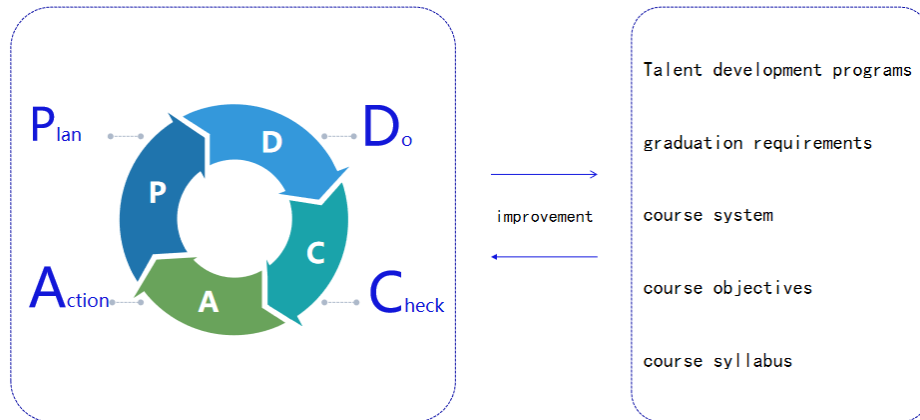 Plan
Do
P
D
C
A
Action
Check
improvement
Talent development programs
graduation requirements
course system
course objectives
course syllabus